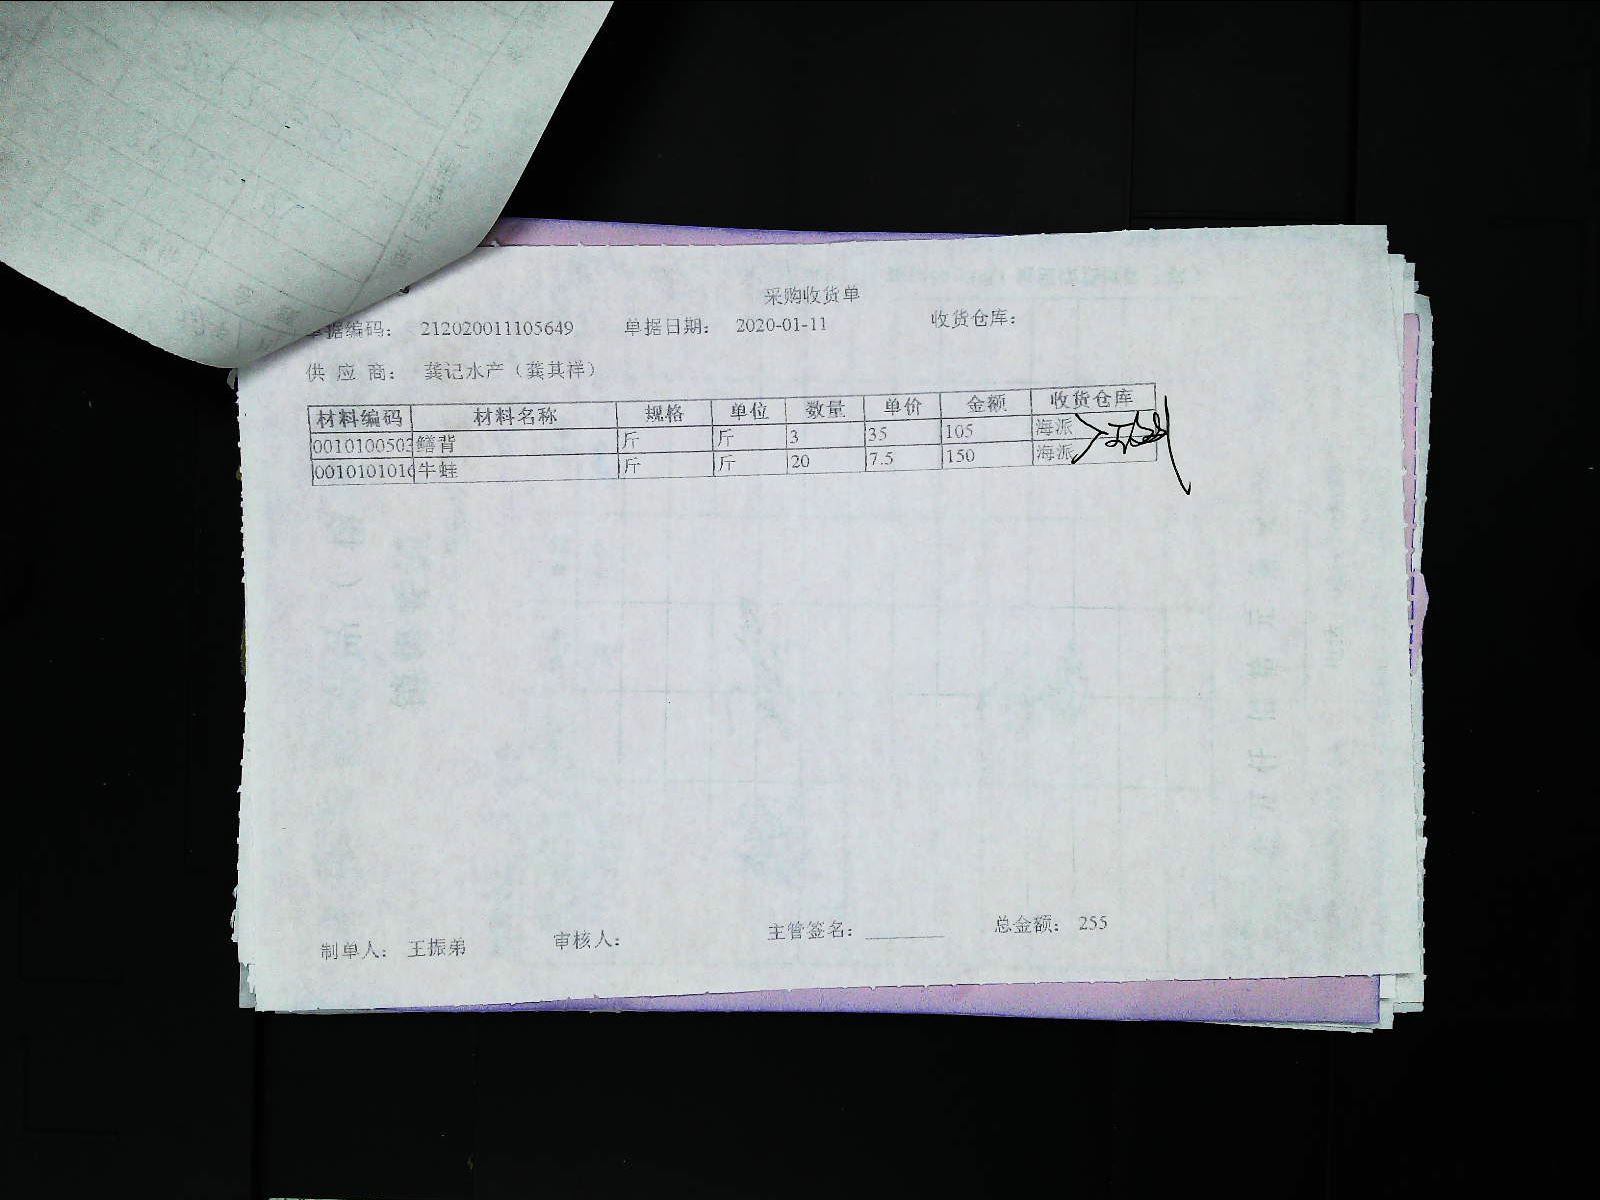 采购收货单
单据编码： 212020011105649 单据日期： 2020-01-11 收货仓库：
供 应 商： 龚记水产（龚其祥）
材料编码 材料名称 规格 单位 数量 单价 金额 收货仓库
0010100503 鳝背 斤 斤 3 35 105 海派
0010101016 牛蛙 斤 斤 20 7.5 150 海派
制单人： 王振弟 审核人： 主管签名： ________ 总金额： 255